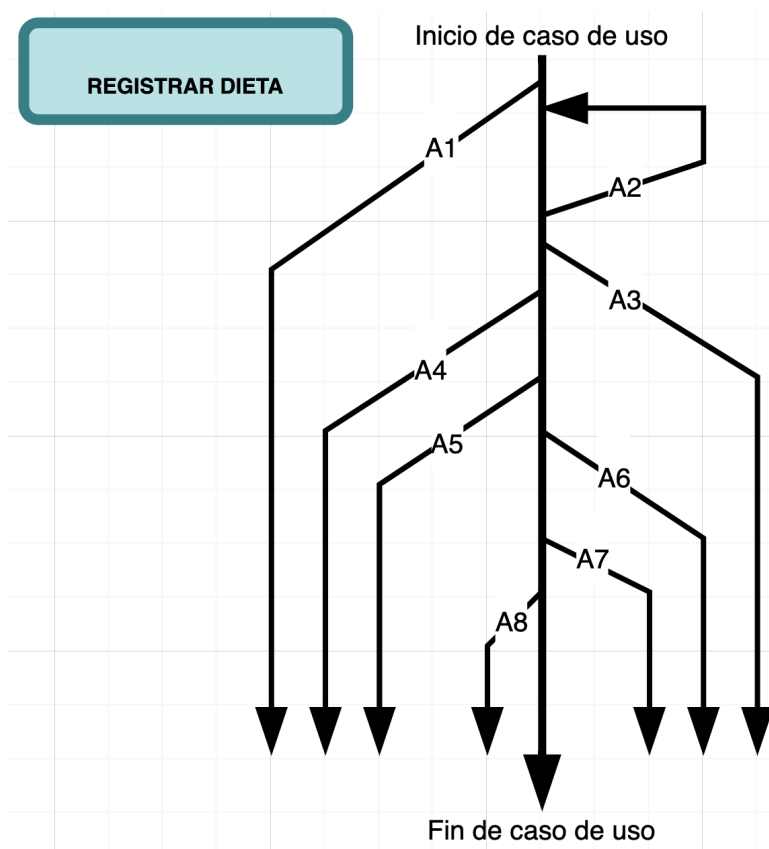 Inicio de caso de uso
REGISTRAR DIETA
A1
A2
A3
A4
A5
A6
A7
A8
Fin de caso de uso